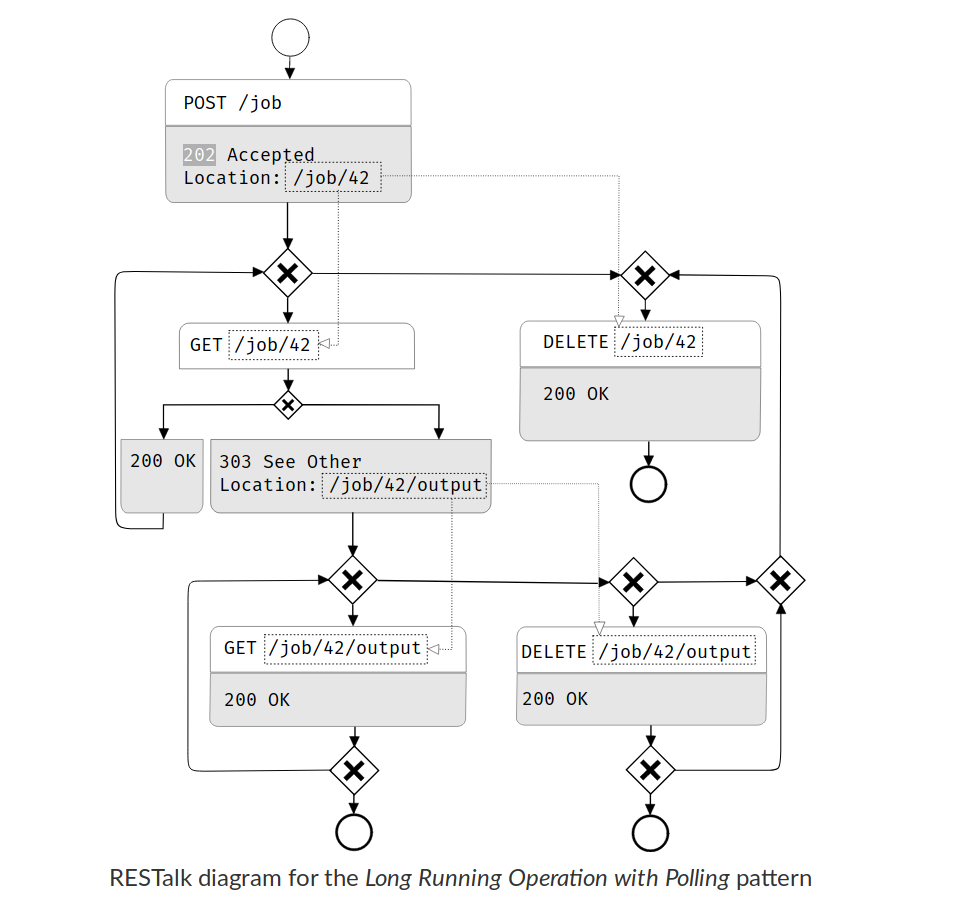 POST /job
202 Accepted
Location: /job/42
GET /job/42
DELETE /job/42
200 OK
200 OK
303 See Other
Location: /job/42/output
GET /job/42/output
200 OK
DELETE /job/42/output
200 OK
RESTalk diagram for the Long Running Operation with Polling pattern